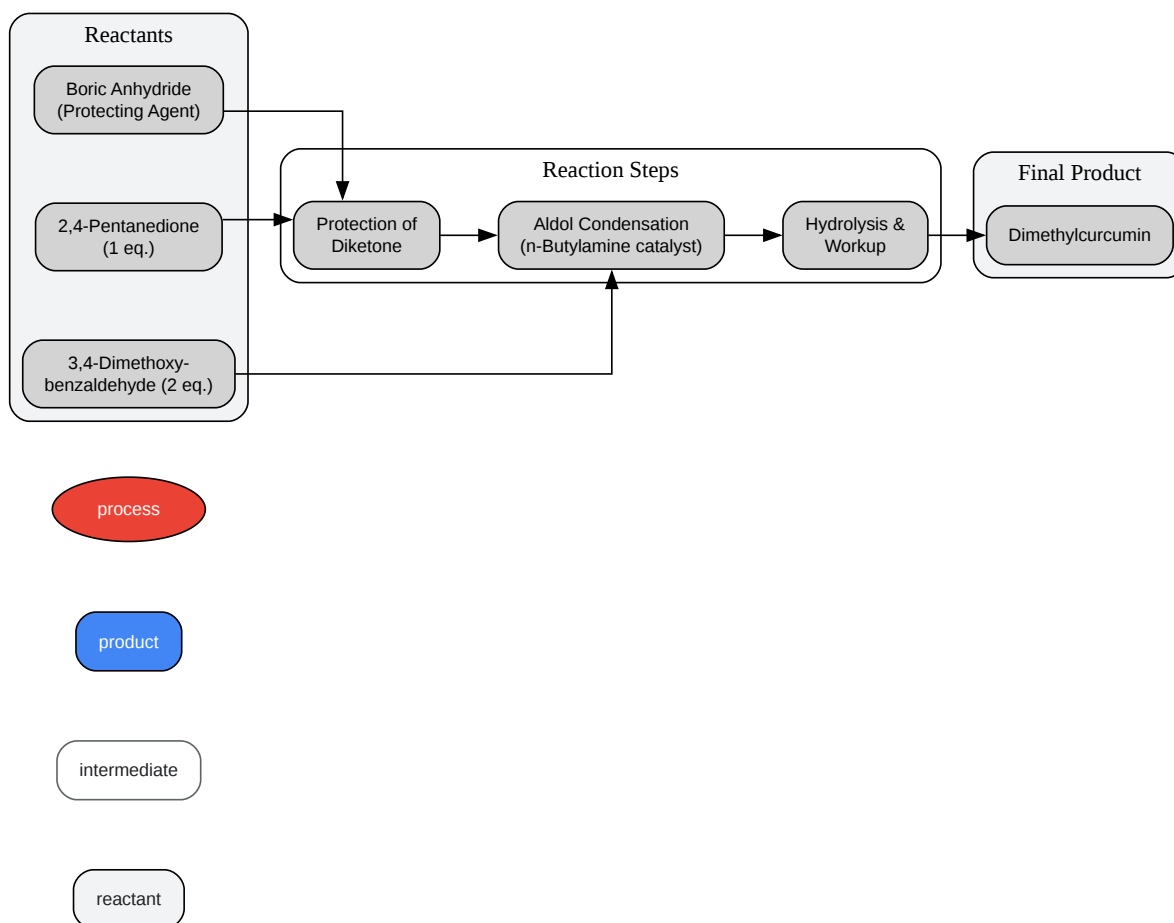 Reactants
Boric Anhydride
(Protecting Agent)
2,4-Pentanedione
(1 eq.)
3,4-Dimethoxy-
benzaldehyde (2 eq.)
Reaction Steps
Protection of
Diketone
Aldol Condensation
(n-Butylamine catalyst)
Hydrolysis &
Workup
Final Product
Dimethylcurcumin
process
product
intermediate
reactant